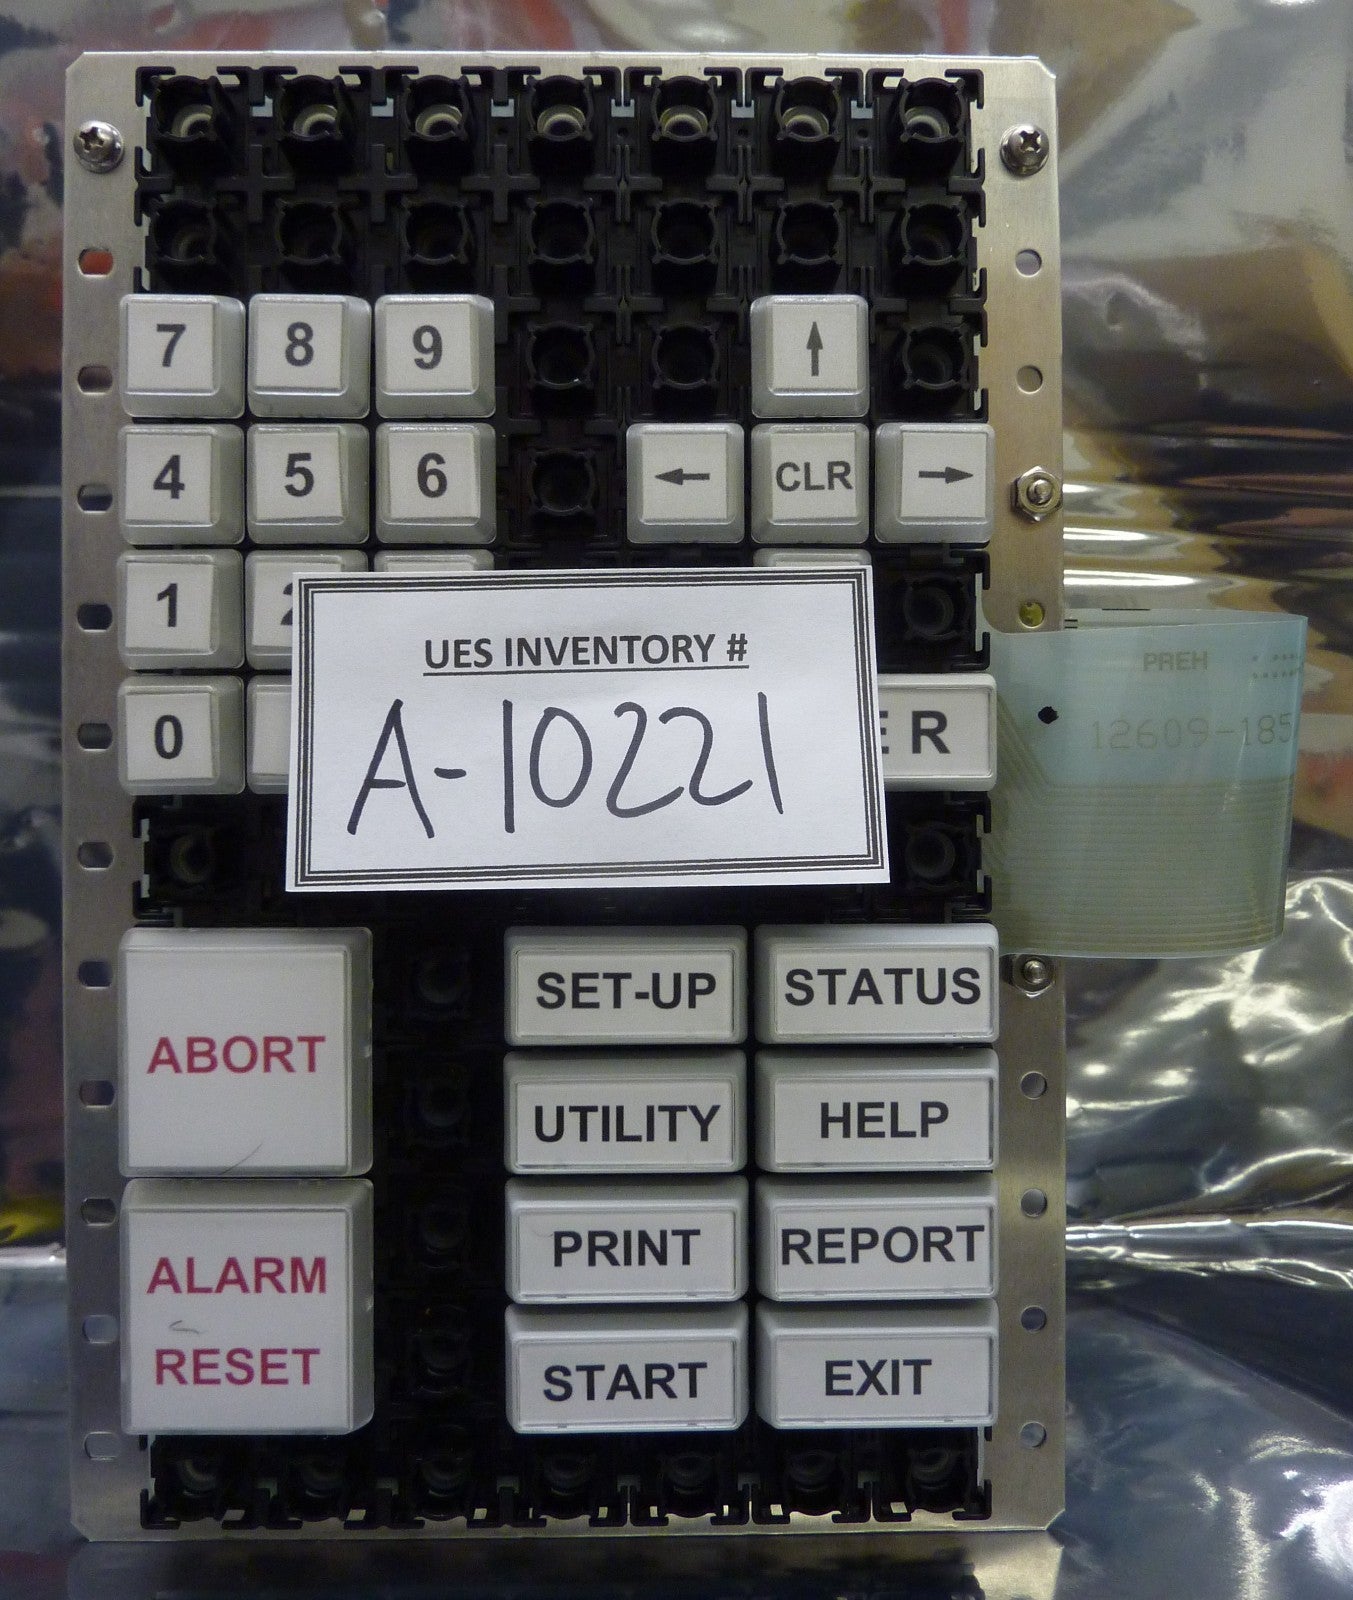 7 8 9 ↑
4 5 6 ← CLR →
1
UES INVENTORY #
A-10221
0
R
PREH
12609-185
SET-UP STATUS
ABORT
UTILITY HELP
PRINT REPORT
ALARM
RESET
START EXIT